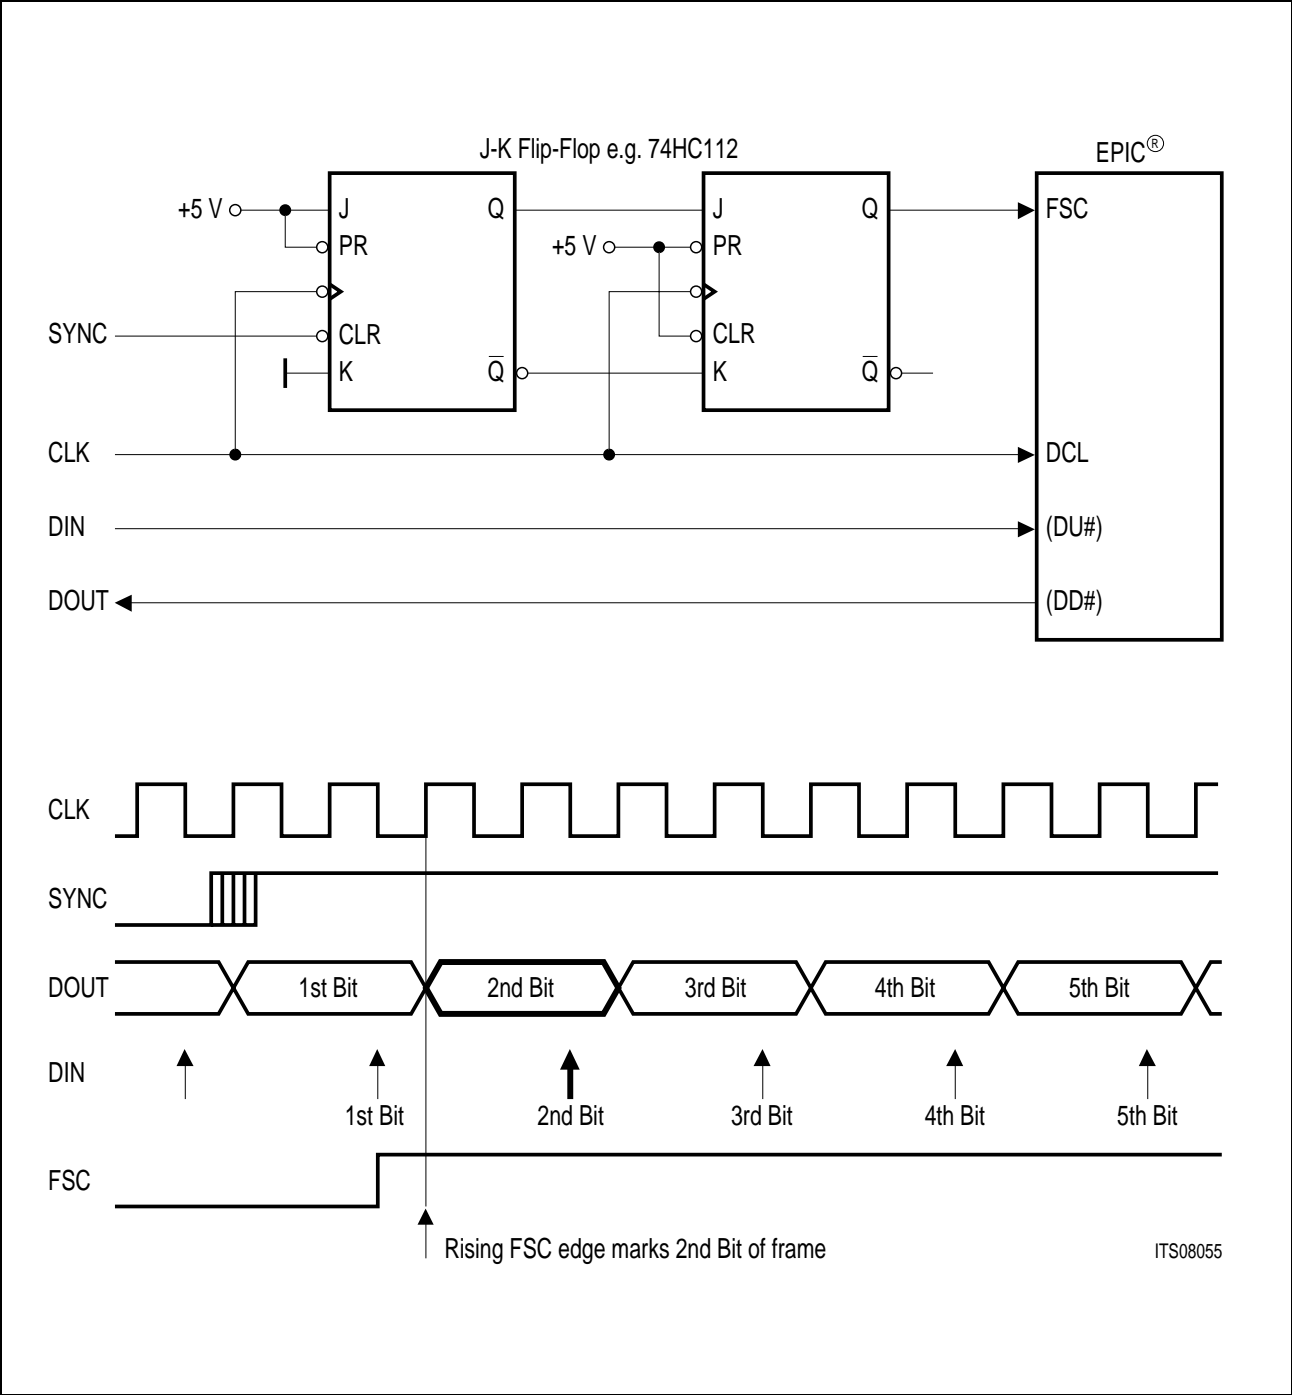 J-K Flip-Flop e.g. 74HC112
EPIC®
+5 V
J
Q
J
Q
FSC
PR
+5 V
PR
SYNC
CLR
CLR
K
Q̅
K
Q̅
CLK
DCL
DIN
(DU#)
DOUT
(DD#)
CLK
SYNC
DOUT
1st Bit
2nd Bit
3rd Bit
4th Bit
5th Bit
DIN
1st Bit
2nd Bit
3rd Bit
4th Bit
5th Bit
FSC
Rising FSC edge marks 2nd Bit of frame
ITS08055